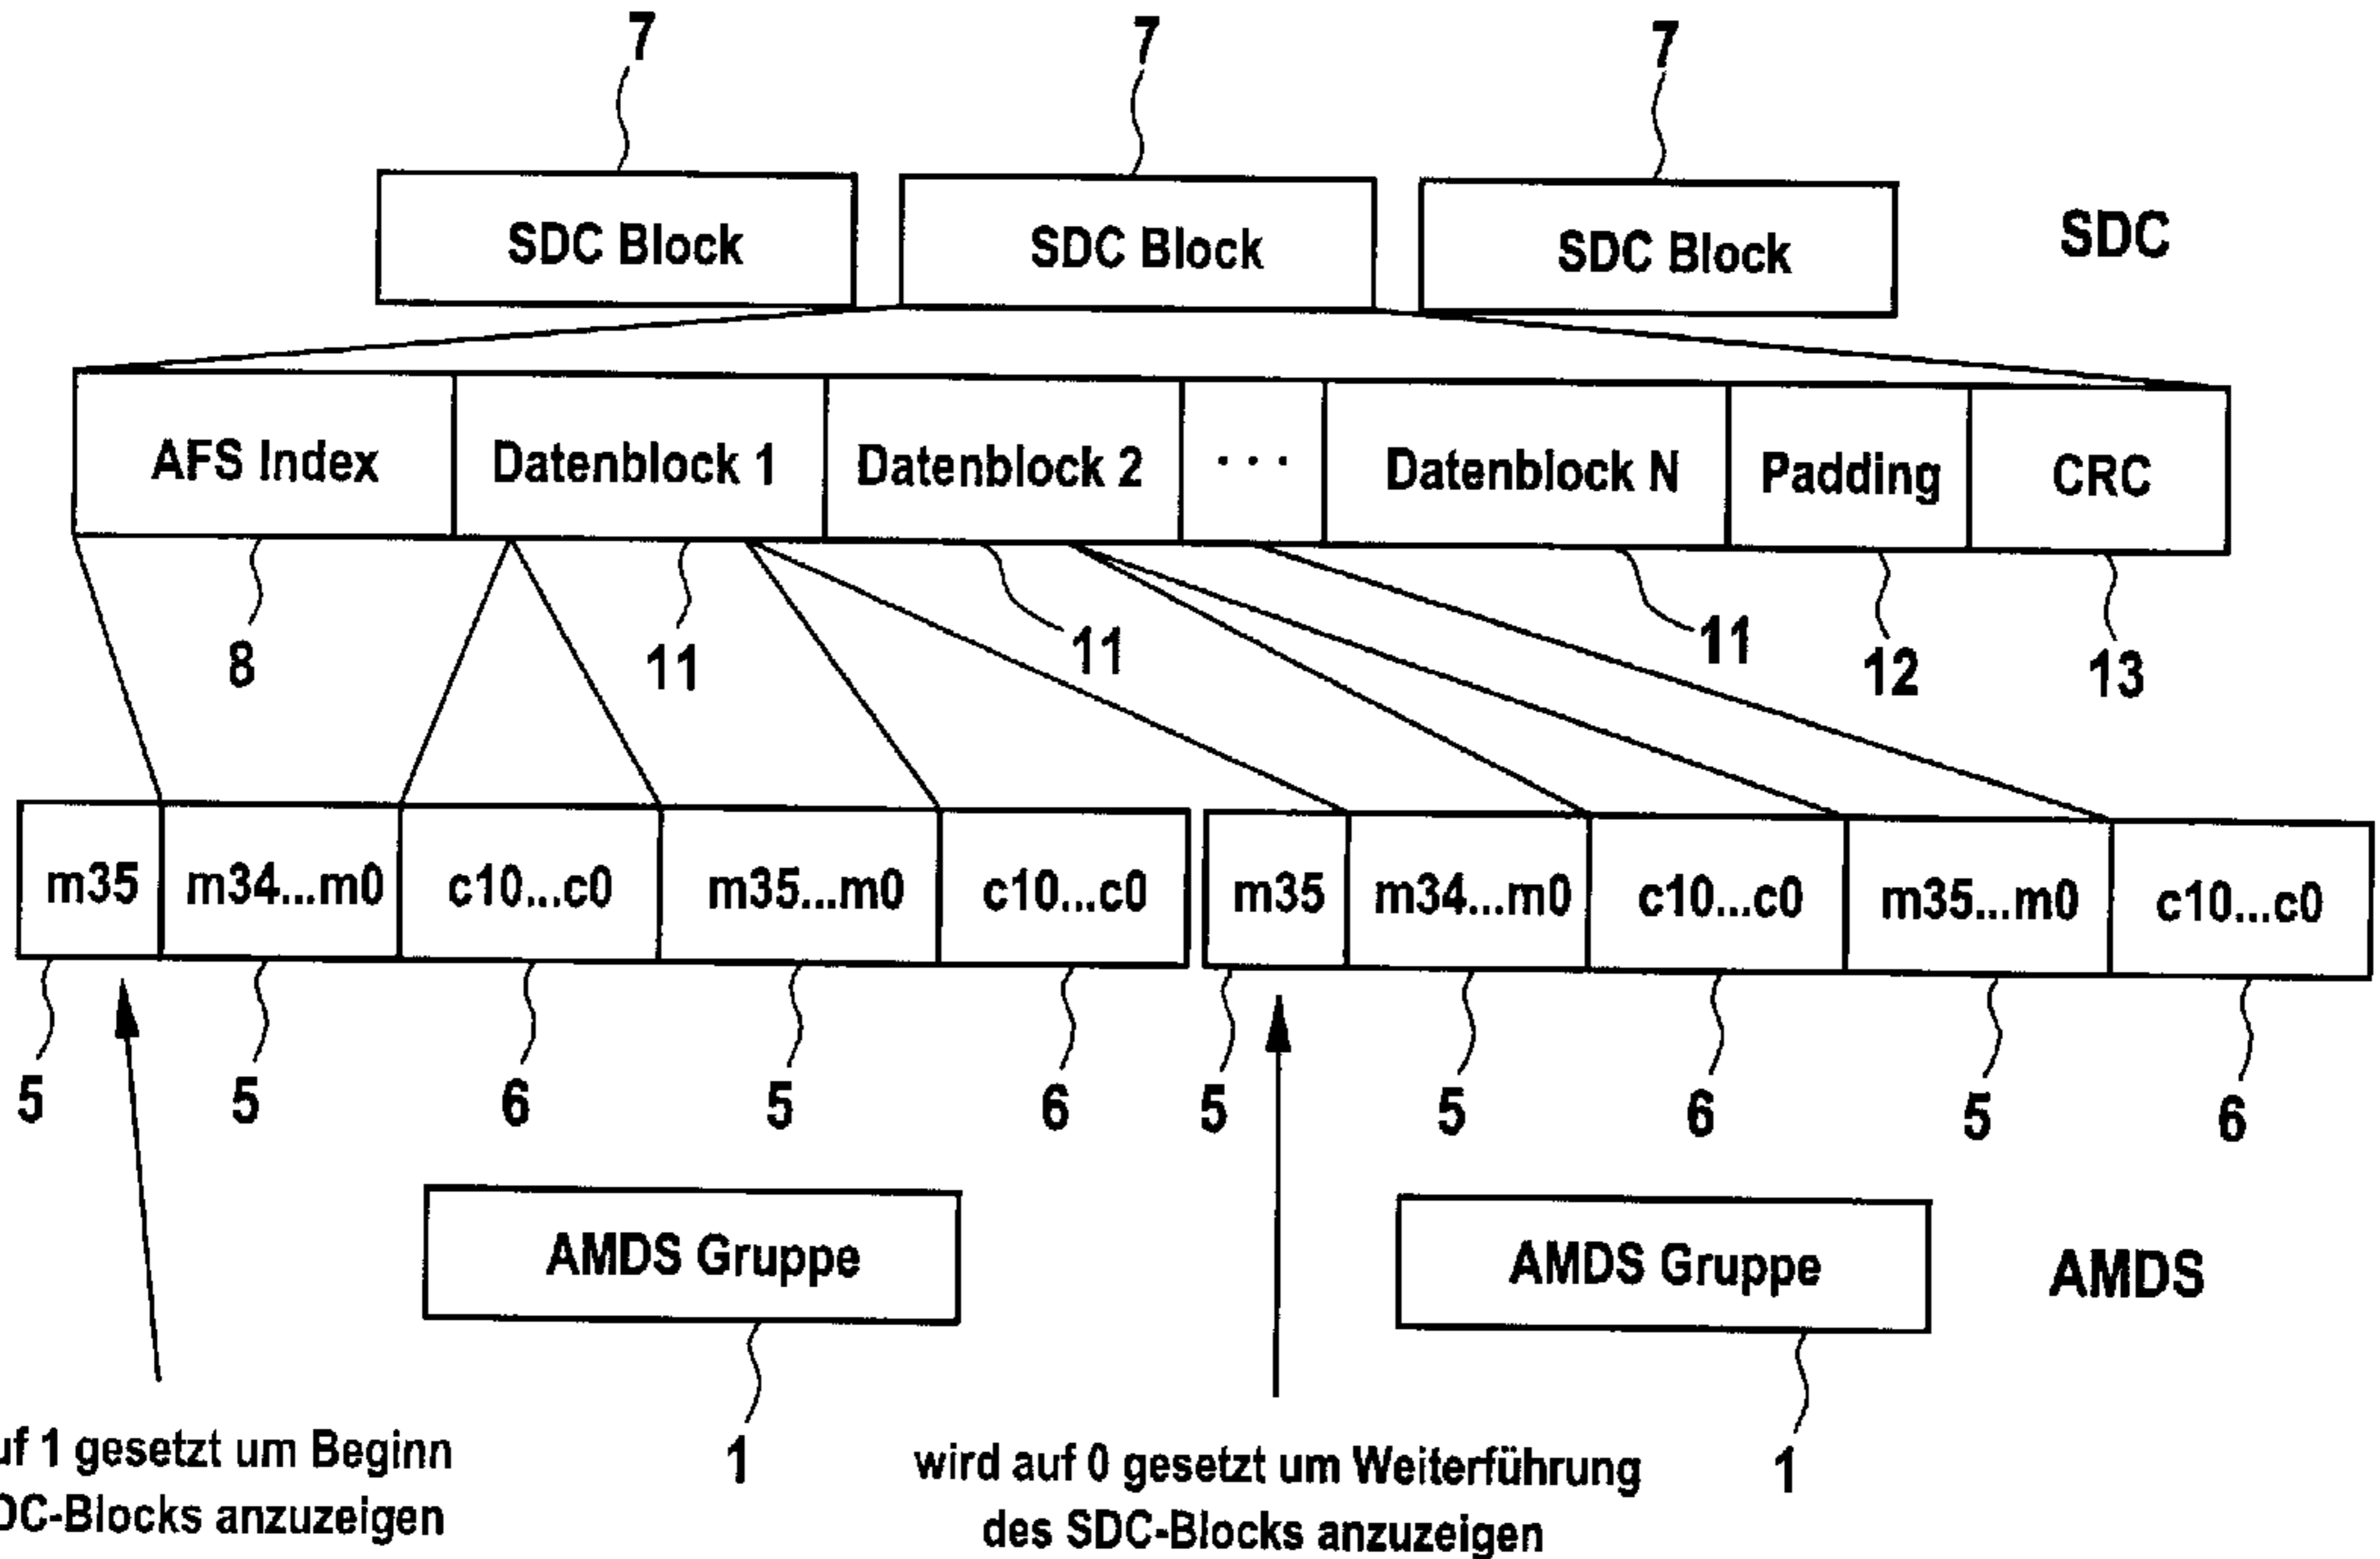 7 7 7
SDC Block SDC Block SDC Block SDC
AFS Index Datenblock 1 Datenblock 2 ... Datenblock N Padding CRC
8 11 11 11 12 13
m35 m34...m0 c10...c0 m35...m0 c10...c0 m35 m34...m0 c10...c0 m35...m0 c10...c0
5 5 6 5 6 5 5 6 5 6
AMDS Gruppe AMDS Gruppe AMDS
1 1
1 gesetzt um Beginn
DC-Blocks anzuzeigen
wird auf 0 gesetzt um Weiterführung
des SDC-Blocks anzuzeigen